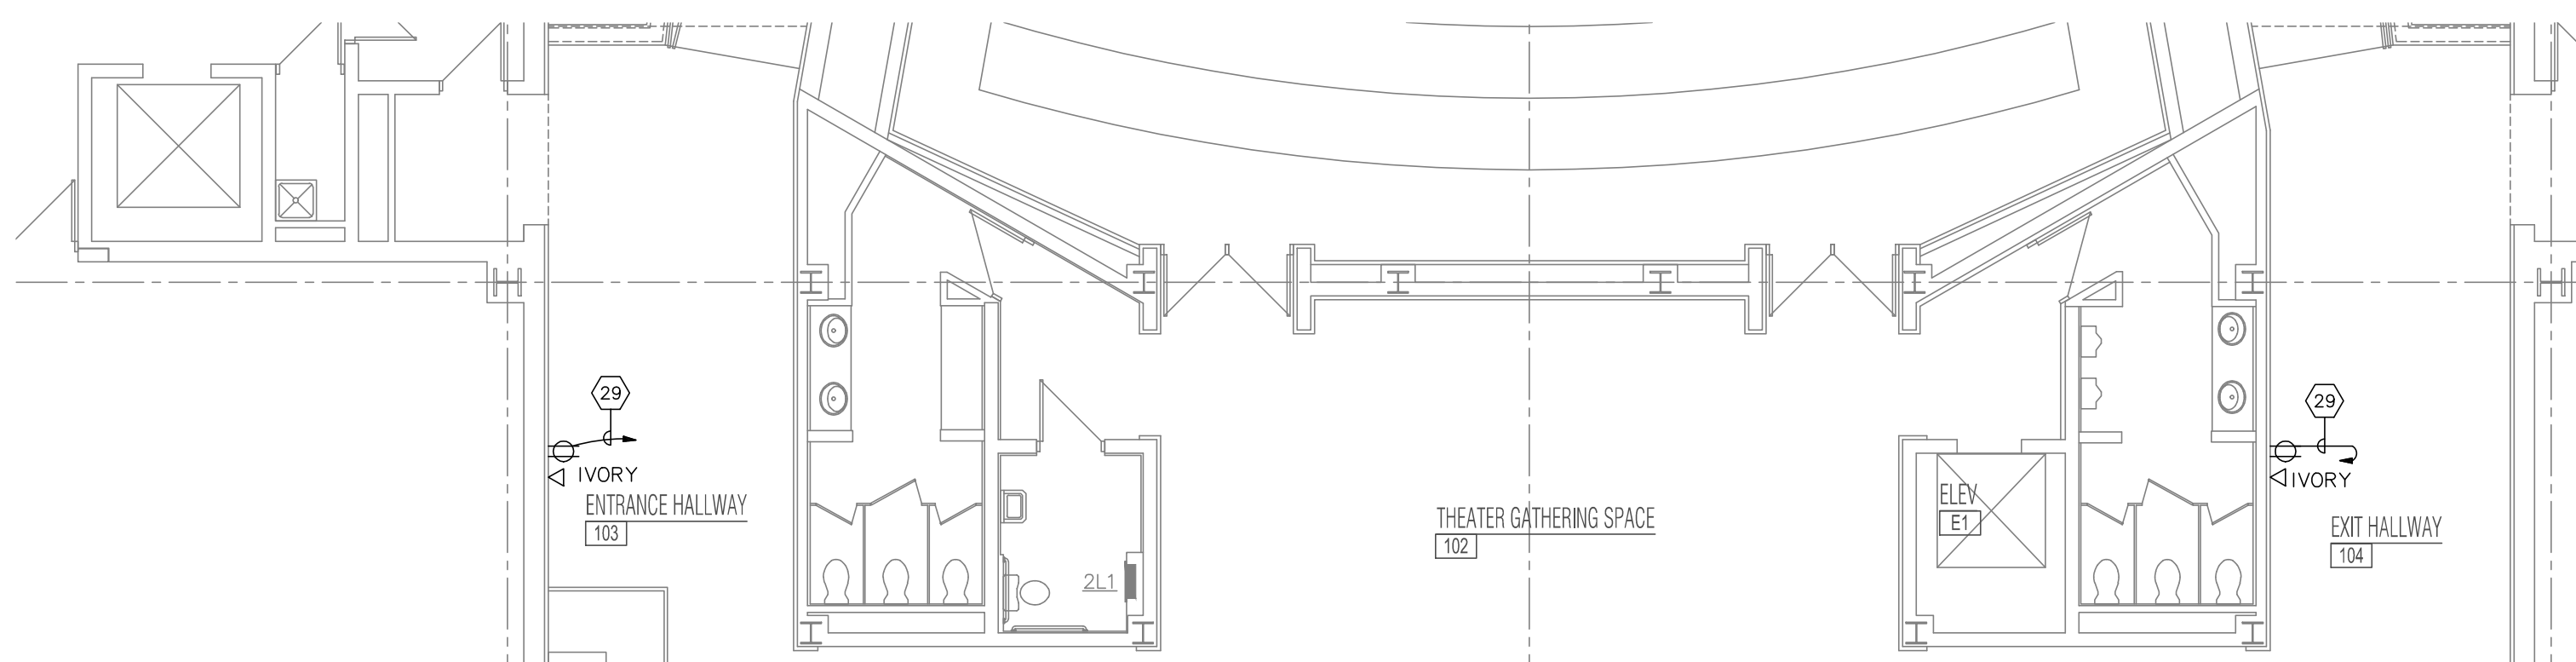 29
IVORY
ENTRANCE HALLWAY
103
2L1
THEATER GATHERING SPACE
102
ELEV
E1
29
IVORY
EXIT HALLWAY
104